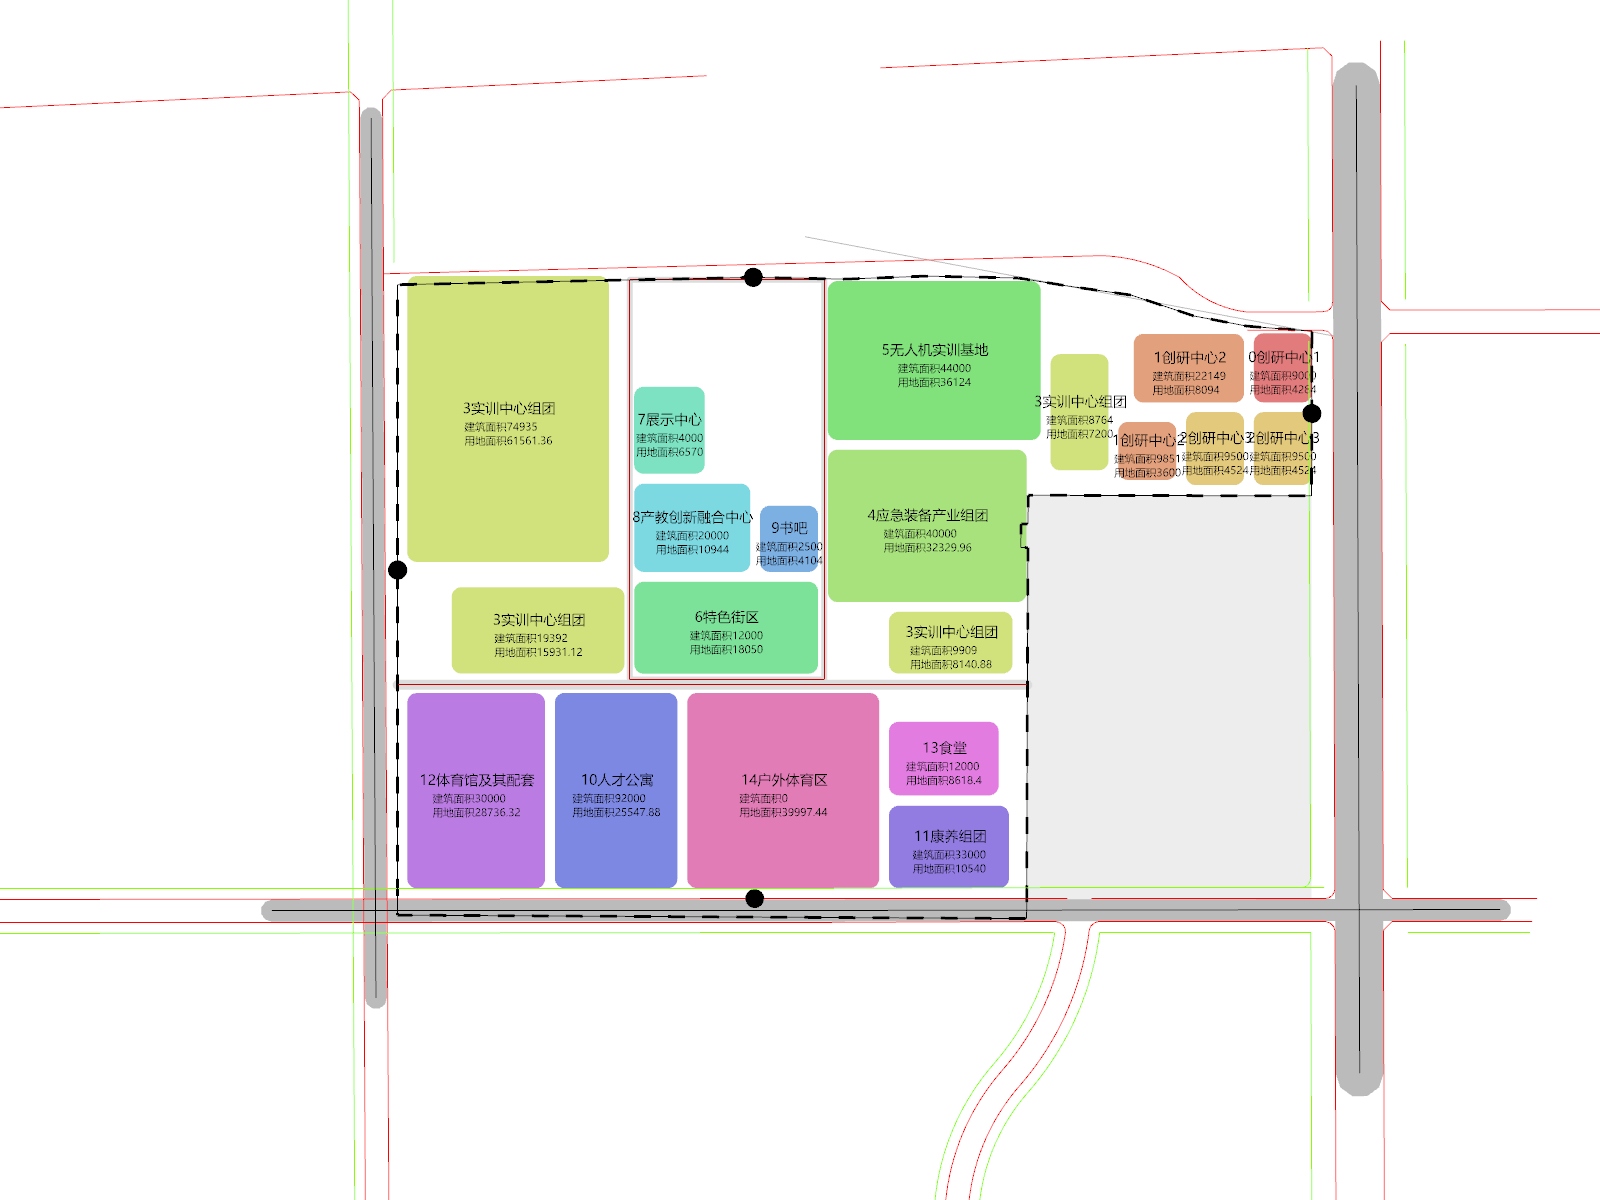 3实训中心组团
建筑面积74935
用地面积61561.36
5无人机实训基地
建筑面积44000
用地面积36124
1创研中心2
建筑面积22149
用地面积8094
0创研中心1
建筑面积9000
用地面积4284
3实训中心组团
建筑面积8764
用地面积7200
1创研中心2
建筑面积9851
用地面积3600
2创研中心3
建筑面积9500
用地面积4524
2创研中心3
建筑面积9500
用地面积4524
7展示中心
建筑面积4000
用地面积6570
8产教创新融合中心
建筑面积20000
用地面积10944
9书吧
建筑面积2500
用地面积4104
4应急装备产业组团
建筑面积40000
用地面积32329.96
3实训中心组团
建筑面积19392
用地面积15931.12
6特色街区
建筑面积12000
用地面积18050
3实训中心组团
建筑面积9909
用地面积8140.88
12体育馆及其配套
建筑面积30000
用地面积28736.32
10人才公寓
建筑面积92000
用地面积25547.88
14户外体育区
建筑面积0
用地面积39997.44
13食堂
建筑面积12000
用地面积8618.4
11康养组团
建筑面积33000
用地面积10540